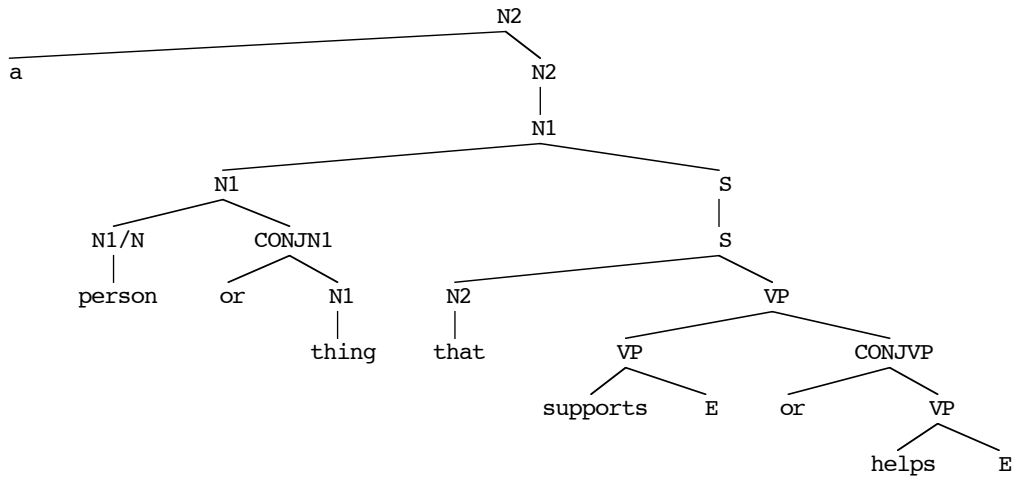 N2
a N2
N1
N1 S
N1/N CONJN1 S
person or N1 N2 VP
thing that VP CONJVP
supports E or VP
helps E